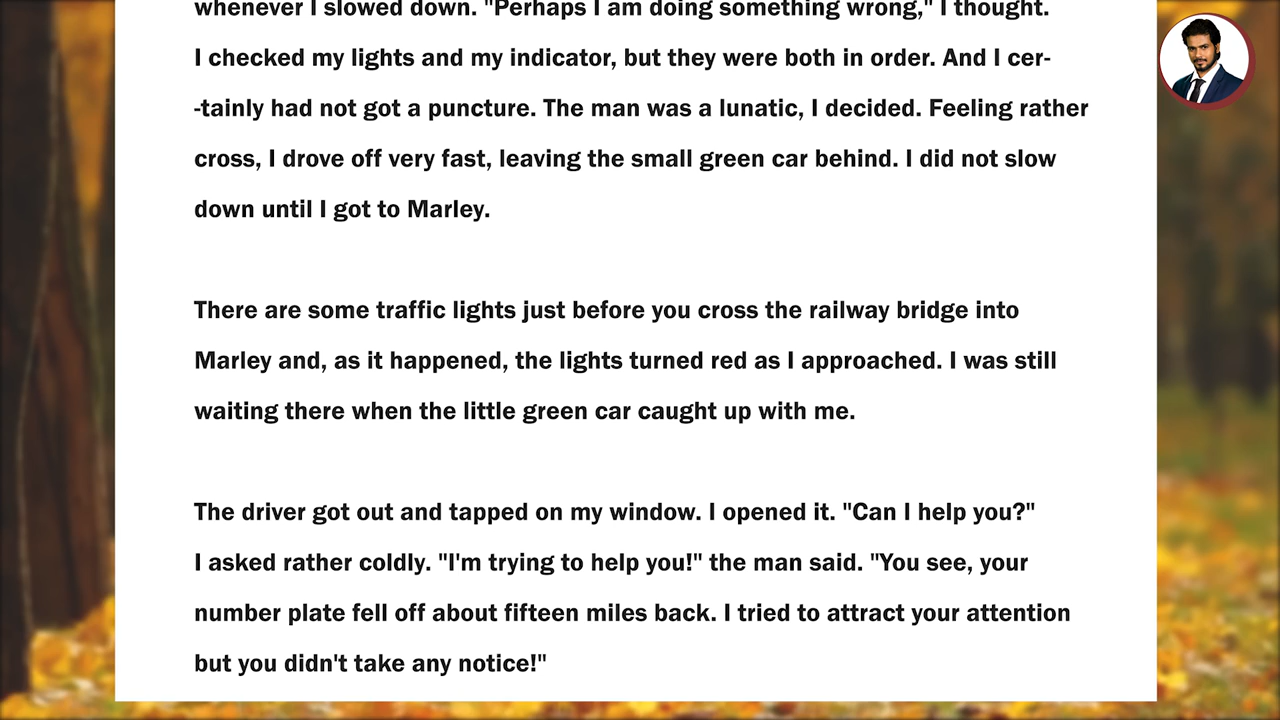 whenever I slowed down. "Perhaps I am doing something wrong," I thought.
I checked my lights and my indicator, but they were both in order. And I cer-
-tainly had not got a puncture. The man was a lunatic, I decided. Feeling rather
cross, I drove off very fast, leaving the small green car behind. I did not slow
down until I got to Marley.
There are some traffic lights just before you cross the railway bridge into
Marley and, as it happened, the lights turned red as I approached. I was still
waiting there when the little green car caught up with me.
The driver got out and tapped on my window. I opened it. "Can I help you?"
I asked rather coldly. "I'm trying to help you!" the man said. "You see, your
number plate fell off about fifteen miles back. I tried to attract your attention
but you didn't take any notice!"